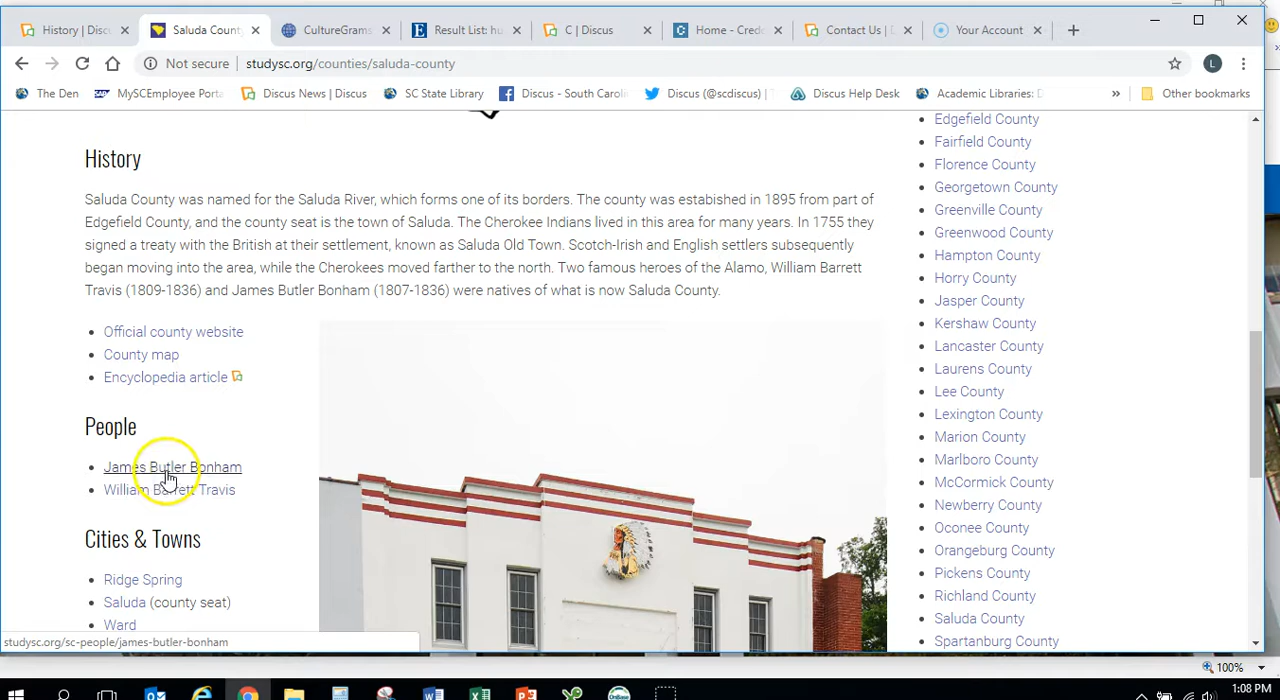 History | Discu
Saluda Count
CultureGrams
Result List: hu
C | Discus
Home - Credo
Contact Us | D
Your Account
Not secure
studysc.org/counties/saluda-county
L
The Den
MySCEmployee Porta
Discus News | Discus
SC State Library
Discus - South Caroli
Discus (@scdiscus) | T
Discus Help Desk
Academic Libraries: D
»
Other bookmarks
History
Saluda County was named for the Saluda River, which forms one of its borders. The county was estabished in 1895 from part of
Edgefield County, and the county seat is the town of Saluda. The Cherokee Indians lived in this area for many years. In 1755 they
signed a treaty with the British at their settlement, known as Saluda Old Town. Scotch-Irish and English settlers subsequently
began moving into the area, while the Cherokees moved farther to the north. Two famous heroes of the Alamo, William Barrett
Travis (1809-1836) and James Butler Bonham (1807-1836) were natives of what is now Saluda County.
Official county website
County map
Encyclopedia article
People
James Butler Bonham
William Barrett Travis
Cities & Towns
Ridge Spring
Saluda (county seat)
Ward
Edgefield County
Fairfield County
Florence County
Georgetown County
Greenville County
Greenwood County
Hampton County
Horry County
Jasper County
Kershaw County
Lancaster County
Laurens County
Lee County
Lexington County
Marion County
Marlboro County
McCormick County
Newberry County
Oconee County
Orangeburg County
Pickens County
Richland County
Saluda County
Spartanburg County
studysc.org/sc-people/james-butler-bonham
100%
1:08 PM